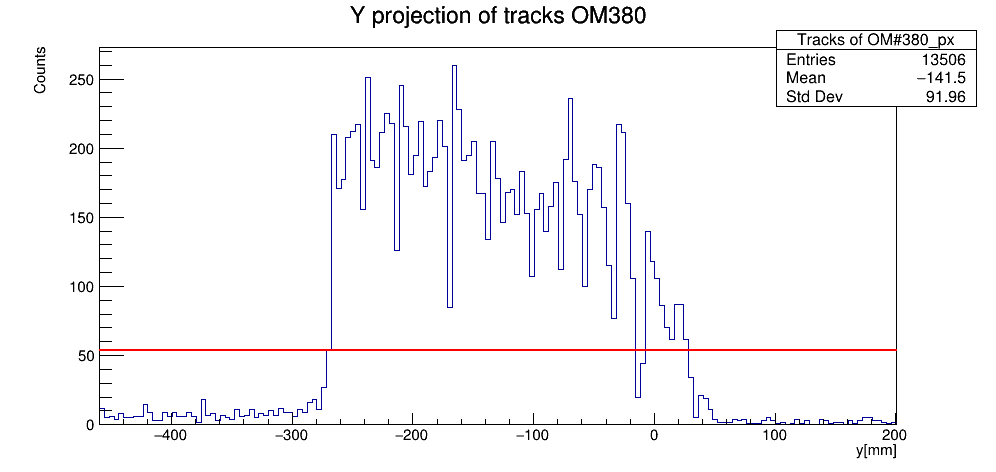 Y projection of tracks OM380
Tracks of OM#380_px
Entries 13506
Mean −141.5
Std Dev 91.96
Counts
250
200
150
100
50
0
−400 −300 −200 −100 0 100 200
y[mm]